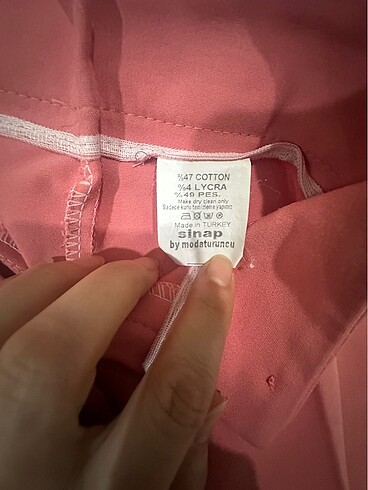 %47 COTTON
%4 LYCRA
%49 PES.
Make dry clean only
Sadece kuru temizleme yapınız
Made in TURKEY
sinap
by modaturuncu